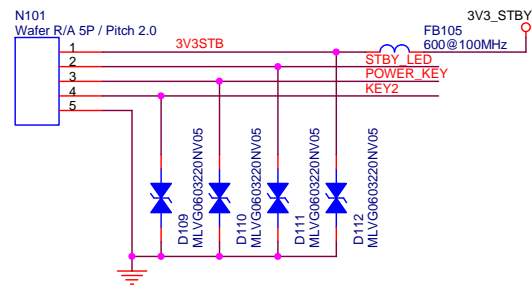 N101
Wafer R/A 5P / Pitch 2.0
3V3_STBY
FB105
600@100MHz
1
3V3STB
2
STBY_LED
3
POWER_KEY
4
KEY2
5
D109
MLVG0603220NV05
D110
MLVG0603220NV05
D111
MLVG0603220NV05
D112
MLVG0603220NV05